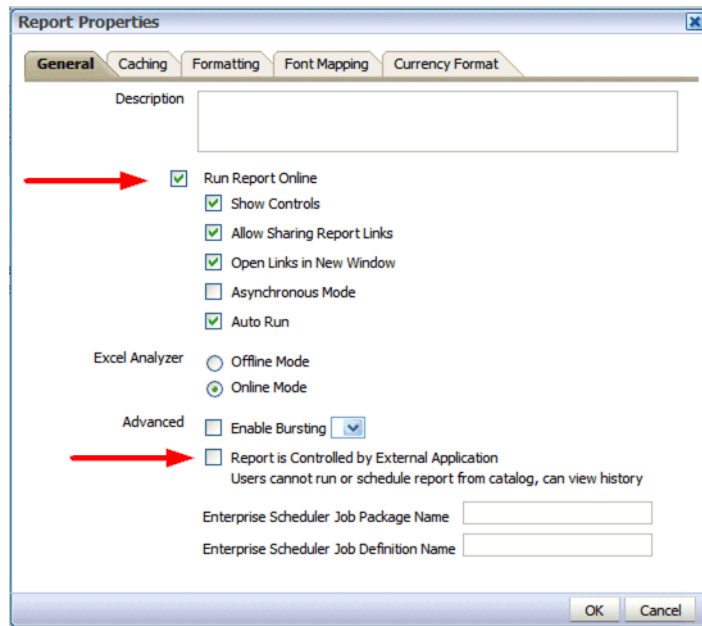 Report Properties
General Caching Formatting Font Mapping Currency Format
Description
Run Report Online
Show Controls
Allow Sharing Report Links
Open Links in New Window
Asynchronous Mode
Auto Run
Excel Analyzer Offline Mode
Online Mode
Advanced Enable Bursting
Report is Controlled by External Application
Users cannot run or schedule report from catalog, can view history
Enterprise Scheduler Job Package Name
Enterprise Scheduler Job Definition Name
OK Cancel